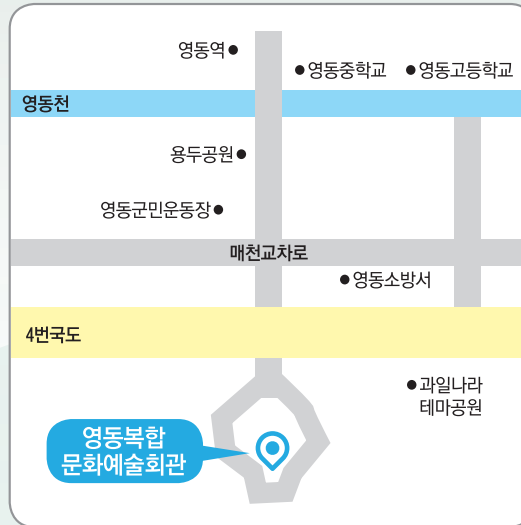 영동역
영동중학교
영동고등학교
영동천
용두공원
영동군민운동장
매천교차로
영동소방서
4번국도
과일나라
테마공원
영동복합
문화예술회관